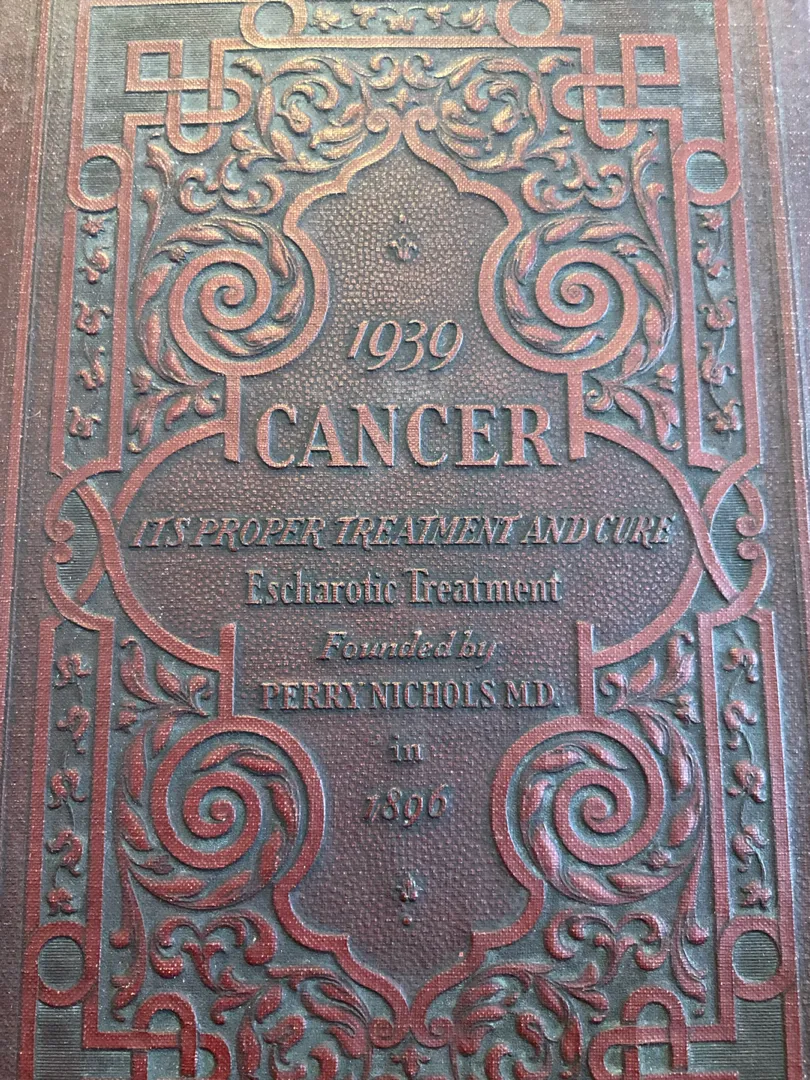 1939
CANCER
ITS PROPER TREATMENT AND CURE
Escharotic Treatment
Founded by
PERRY NICHOLS M.D.
in
1896